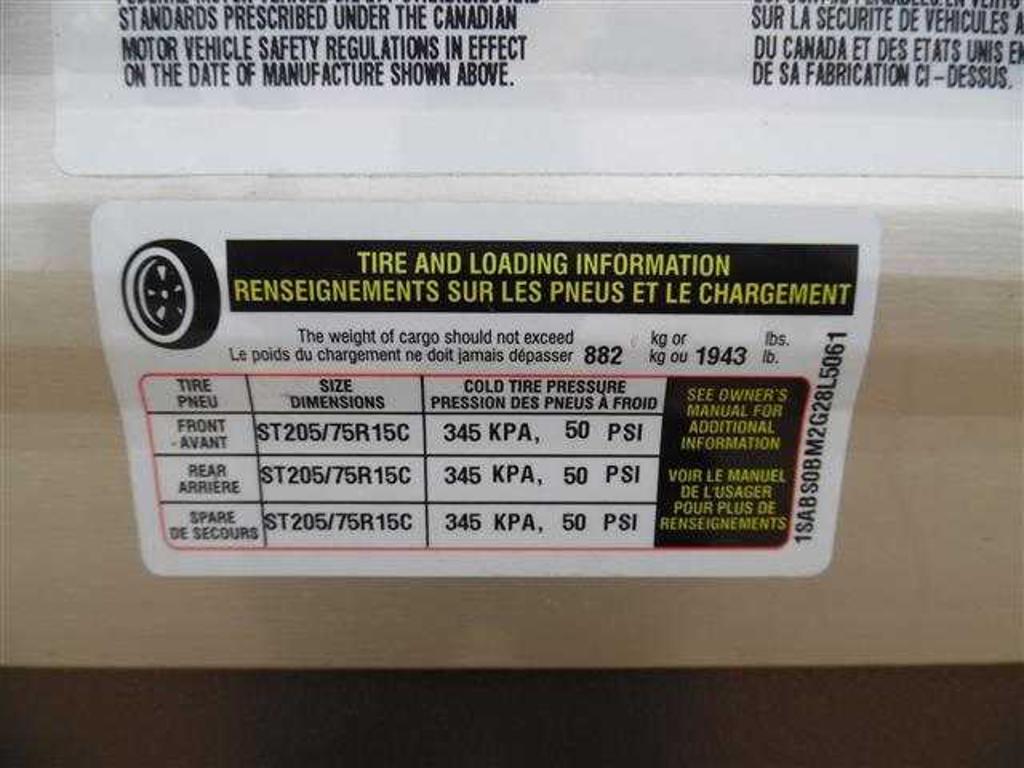 STANDARDS PRESCRIBED UNDER THE CANADIAN
MOTOR VEHICLE SAFETY REGULATIONS IN EFFECT
ON THE DATE OF MANUFACTURE SHOWN ABOVE.
SUR LA SECURITE DE VEHICULES
DU CANADA ET DES ETATS UNIS
DE SA FABRICATION CI-DESSUS.
TIRE AND LOADING INFORMATION
RENSEIGNEMENTS SUR LES PNEUS ET LE CHARGEMENT
The weight of cargo should not exceed kg or lbs.
Le poids du chargement ne doit jamais dépasser 882 kg ou 1943 lb.
TIRE
PNEU
SIZE
DIMENSIONS
COLD TIRE PRESSURE
PRESSION DES PNEUS À FROID
FRONT
-AVANT
ST205/75R15C
345 KPA, 50 PSI
REAR
ARRIÈRE
ST205/75R15C
345 KPA, 50 PSI
SPARE
DE SECOURS
ST205/75R15C
345 KPA, 50 PSI
SEE OWNER'S
MANUAL FOR
ADDITIONAL
INFORMATION
VOIR LE MANUEL
DE L'USAGER
POUR PLUS DE
RENSEIGNEMENTS
1SABS0BM2G28L5061